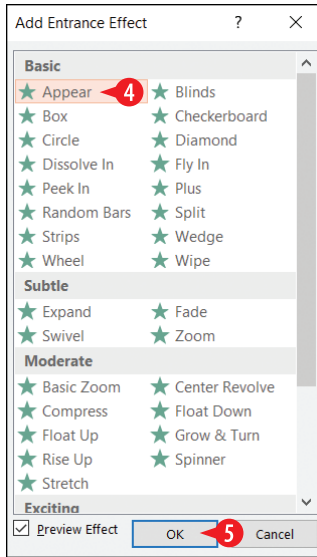 Add Entrance Effect ? ×
Basic
Appear 4 Blinds
Box Checkerboard
Circle Diamond
Dissolve In Fly In
Peek In Plus
Random Bars Split
Strips Wedge
Wheel Wipe
Subtle
Expand Fade
Swivel Zoom
Moderate
Basic Zoom Center Revolve
Compress Float Down
Float Up Grow & Turn
Rise Up Spinner
Stretch
Exciting
Preview Effect OK 5 Cancel